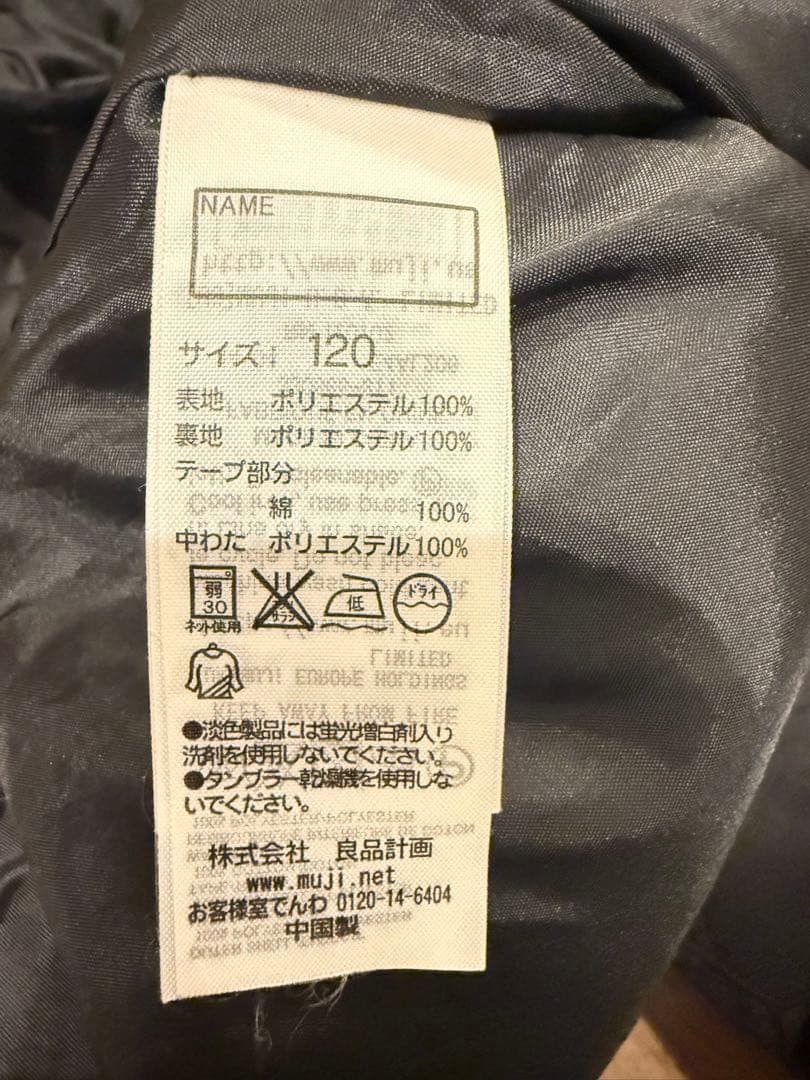 NAME
サイズ: 120
表地 ポリエステル100%
裏地 ポリエステル100%
テープ部分
綿 100%
中わた ポリエステル100%
弱
30
ネット使用
低
ドライ
●淡色製品には蛍光増白剤入り
洗剤を使用しないでください。
●タンブラー乾燥機を使用しな
いでください。
株式会社 良品計画
www.muji.net
お客様室でんわ 0120-14-6404
中国製